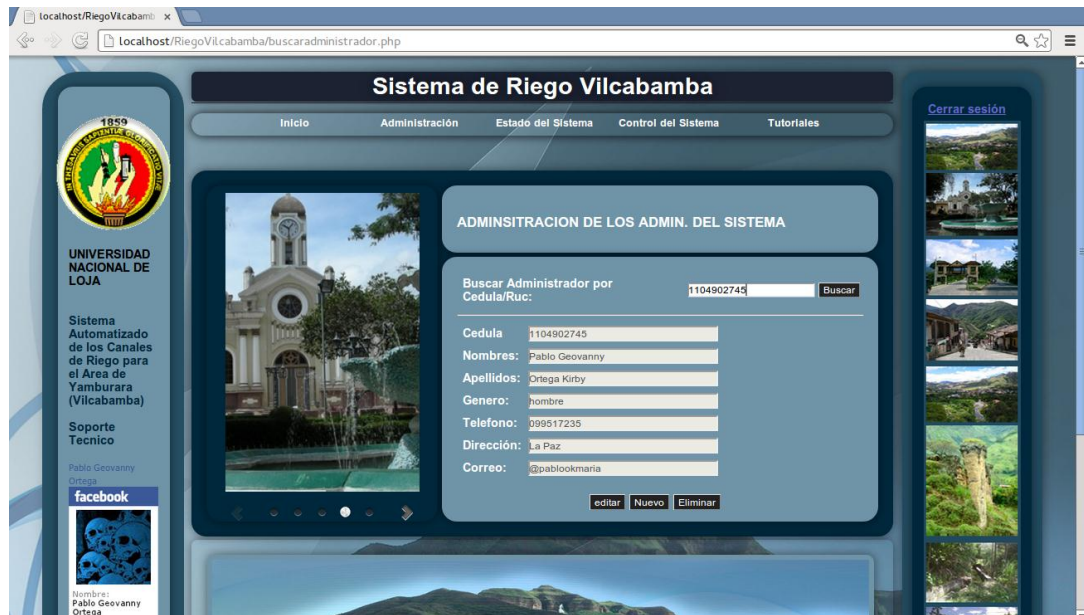 localhost/RiegoVilcabamb
localhost/RiegoVilcabamba/buscaradministrador.php
Sistema de Riego Vilcabamba
Cerrar sesión
Inicio
Administración
Estado del Sistema
Control del Sistema
Tutoriales
1859
UNIVERSIDAD
NACIONAL DE
LOJA
Sistema
Automatizado
de los Canales
de Riego para
el Area de
Yamburara
(Vilcabamba)
Soporte
Tecnico
Pablo Geovanny
Ortega
facebook
Nombre:
Pablo Geovanny
Ortega
ADMINSITRACION DE LOS ADMIN. DEL SISTEMA
Buscar Administrador por
Cedula/Ruc:
1104902745
Buscar
Cedula 1104902745
Nombres: Pablo Geovanny
Apellidos: Ortega Kirby
Genero: hombre
Telefono: 099517235
Dirección: La Paz
Correo: @pablookmaria
editar Nuevo Eliminar